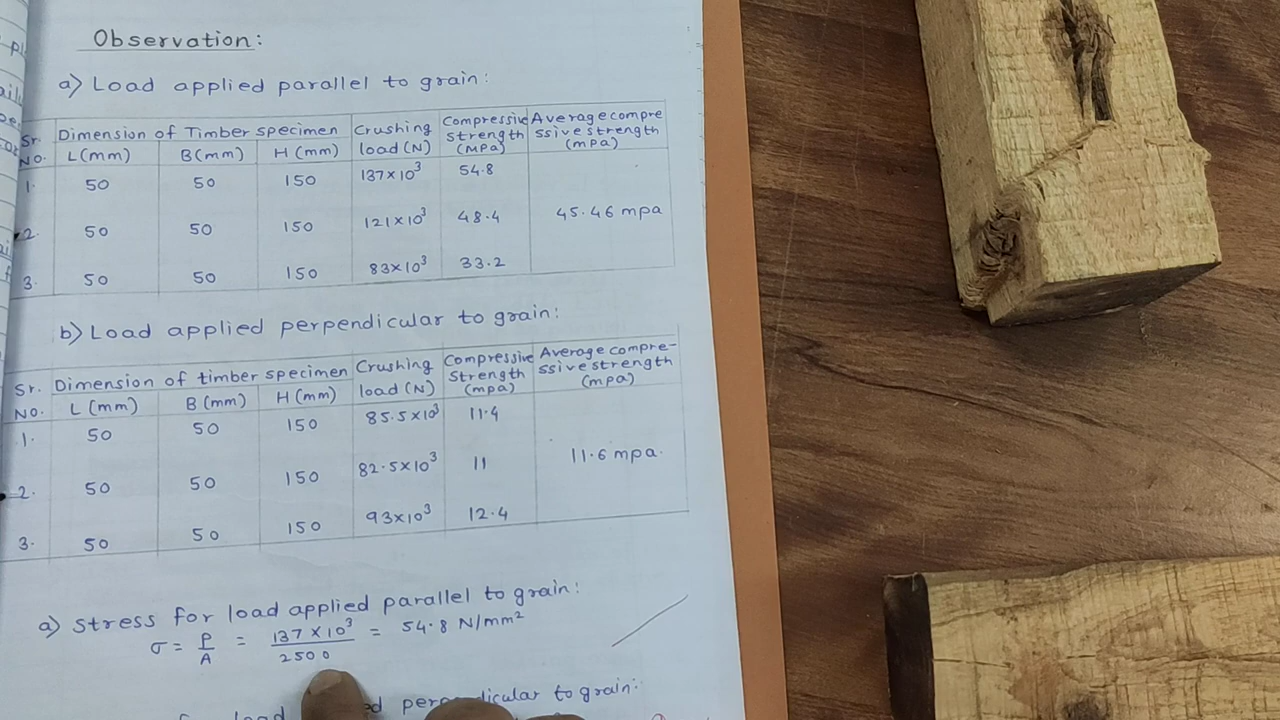 Observation:
a) Load applied parallel to grain:
Sr. No. Dimension of Timber specimen Crushing load (N) Compressive strength (MPa) Average compre ssive strength (mpa)
L (mm) B (mm) H (mm)
1. 50 50 150 137×10³ 54.8
2. 50 50 150 121×10³ 48.4 45.46 mpa
3. 50 50 150 83×10³ 33.2
b) Load applied perpendicular to grain:
Sr. No. Dimension of timber specimen Crushing load (N) Compressive Strength (mpa) Average compre- ssive strength (mpa)
L (mm) B (mm) H (mm)
1. 50 50 150 85.5×10³ 11.4
2. 50 50 150 82.5×10³ 11 11.6 mpa.
3. 50 50 150 93×10³ 12.4
a) Stress for load applied parallel to grain:
σ = P/A = 137×10³/2500 = 54.8 N/mm²
load perpendicular to grain: